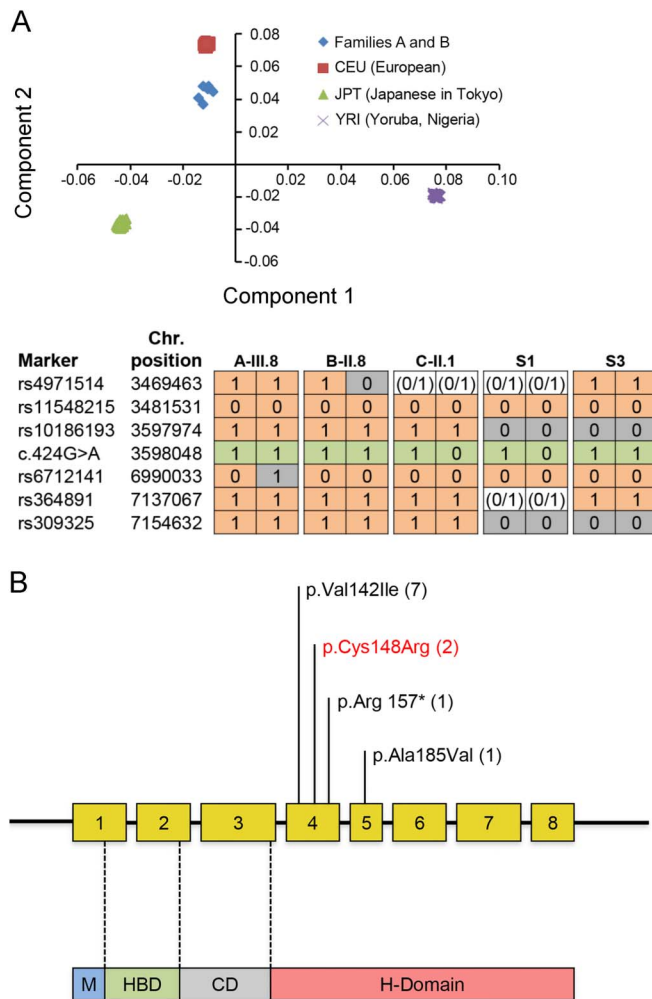 A
Component 2
0.08
0.06
0.04
0.02
-0.02
-0.04
-0.06
-0.06 -0.04 -0.02 0.00 0.02 0.04 0.06 0.08 0.10
Component 1
Families A and B
CEU (European)
JPT (Japanese in Tokyo)
YRI (Yoruba, Nigeria)
Chr.
Marker position A-III.8 B-II.8 C-II.1 S1 S3
rs4971514 3469463 1 1 1 0 (0/1) (0/1) (0/1) (0/1) 1 1
rs11548215 3481531 0 0 0 0 0 0 0 0 0 0
rs10186193 3597974 1 1 1 1 1 1 0 0 0 0
c.424G>A 3598048 1 1 1 1 1 0 1 0 1 1
rs6712141 6990033 0 1 0 0 0 0 0 0 0 0
rs364891 7137067 1 1 1 1 1 1 (0/1) (0/1) 1 1
rs309325 7154632 1 1 1 1 1 1 0 0 0 0
B
p.Val142Ile (7)
p.Cys148Arg (2)
p.Arg 157* (1)
p.Ala185Val (1)
1 2 3 4 5 6 7 8
M HBD CD H-Domain